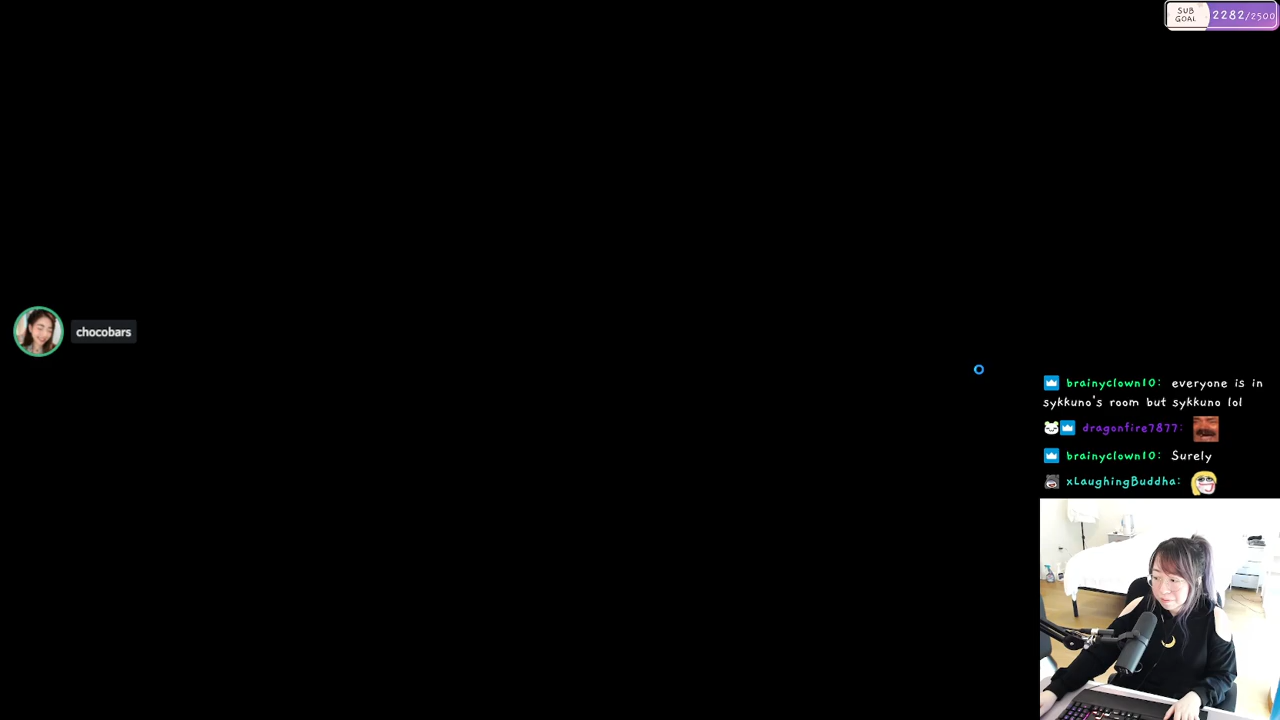 SUB
GOAL
2282/2500
chocobars
brainyclown10: everyone is in
sykkuno's room but sykkuno lol
dragonfire7877:
brainyclown10: Surely
xLaughingBuddha: